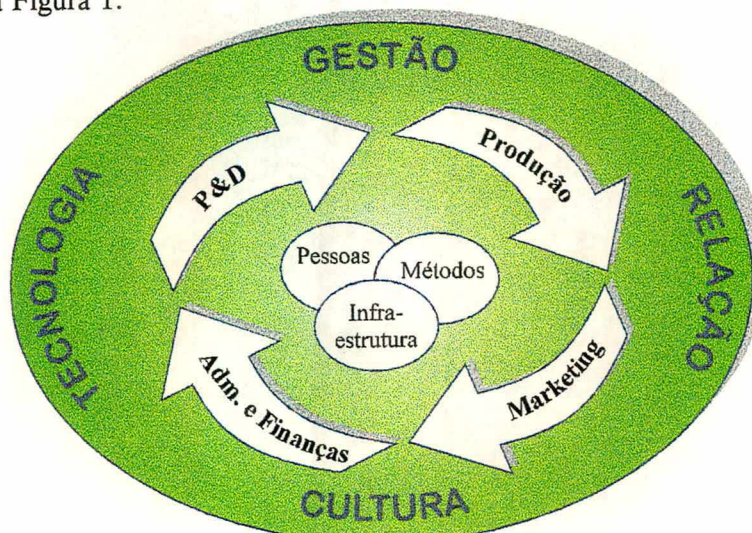 Figura 1.
GESTÃO
P&D
Produção
TECNOLOGIA
RELAÇÃO
Pessoas
Métodos
Infra-
estrutura
Adm. e Finanças
Marketing
CULTURA